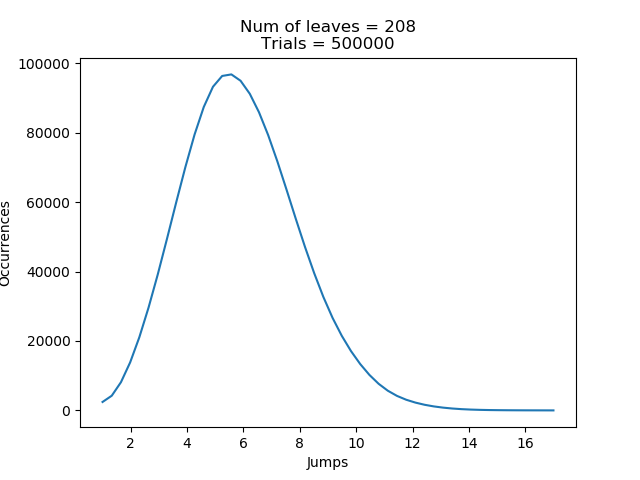 Num of leaves = 208
Trials = 500000
100000
80000
60000
40000
20000
0
Occurrences
2 4 6 8 10 12 14 16
Jumps